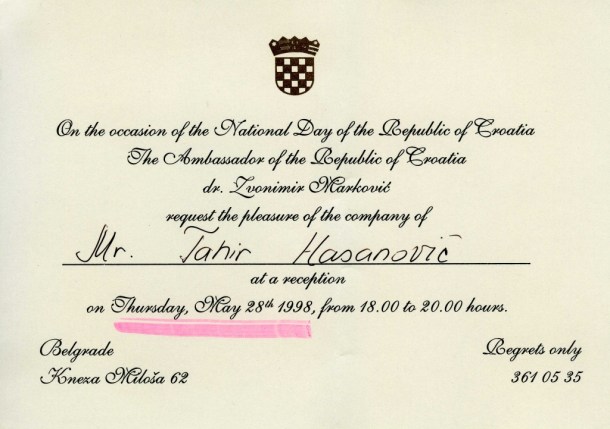 On the occasion of the National Day of the Republic of Croatia
The Ambassador of the Republic of Croatia
dr. Zvonimir Marković
request the pleasure of the company of
Mr. Tahir Hasanović
at a reception
on Thursday, May 28th 1998, from 18.00 to 20.00 hours.
Belgrade
Kneza Miloša 62
Regrets only
361 05 35